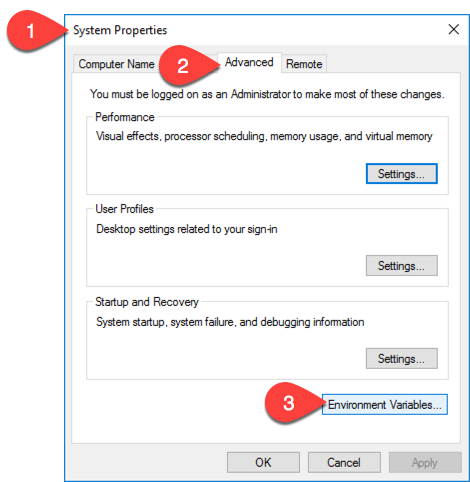 1
System Properties
Computer Name
2
Advanced
Remote
You must be logged on as an Administrator to make most of these changes.
Performance
Visual effects, processor scheduling, memory usage, and virtual memory
Settings...
User Profiles
Desktop settings related to your sign-in
Settings...
Startup and Recovery
System startup, system failure, and debugging information
Settings...
3
Environment Variables...
OK
Cancel
Apply